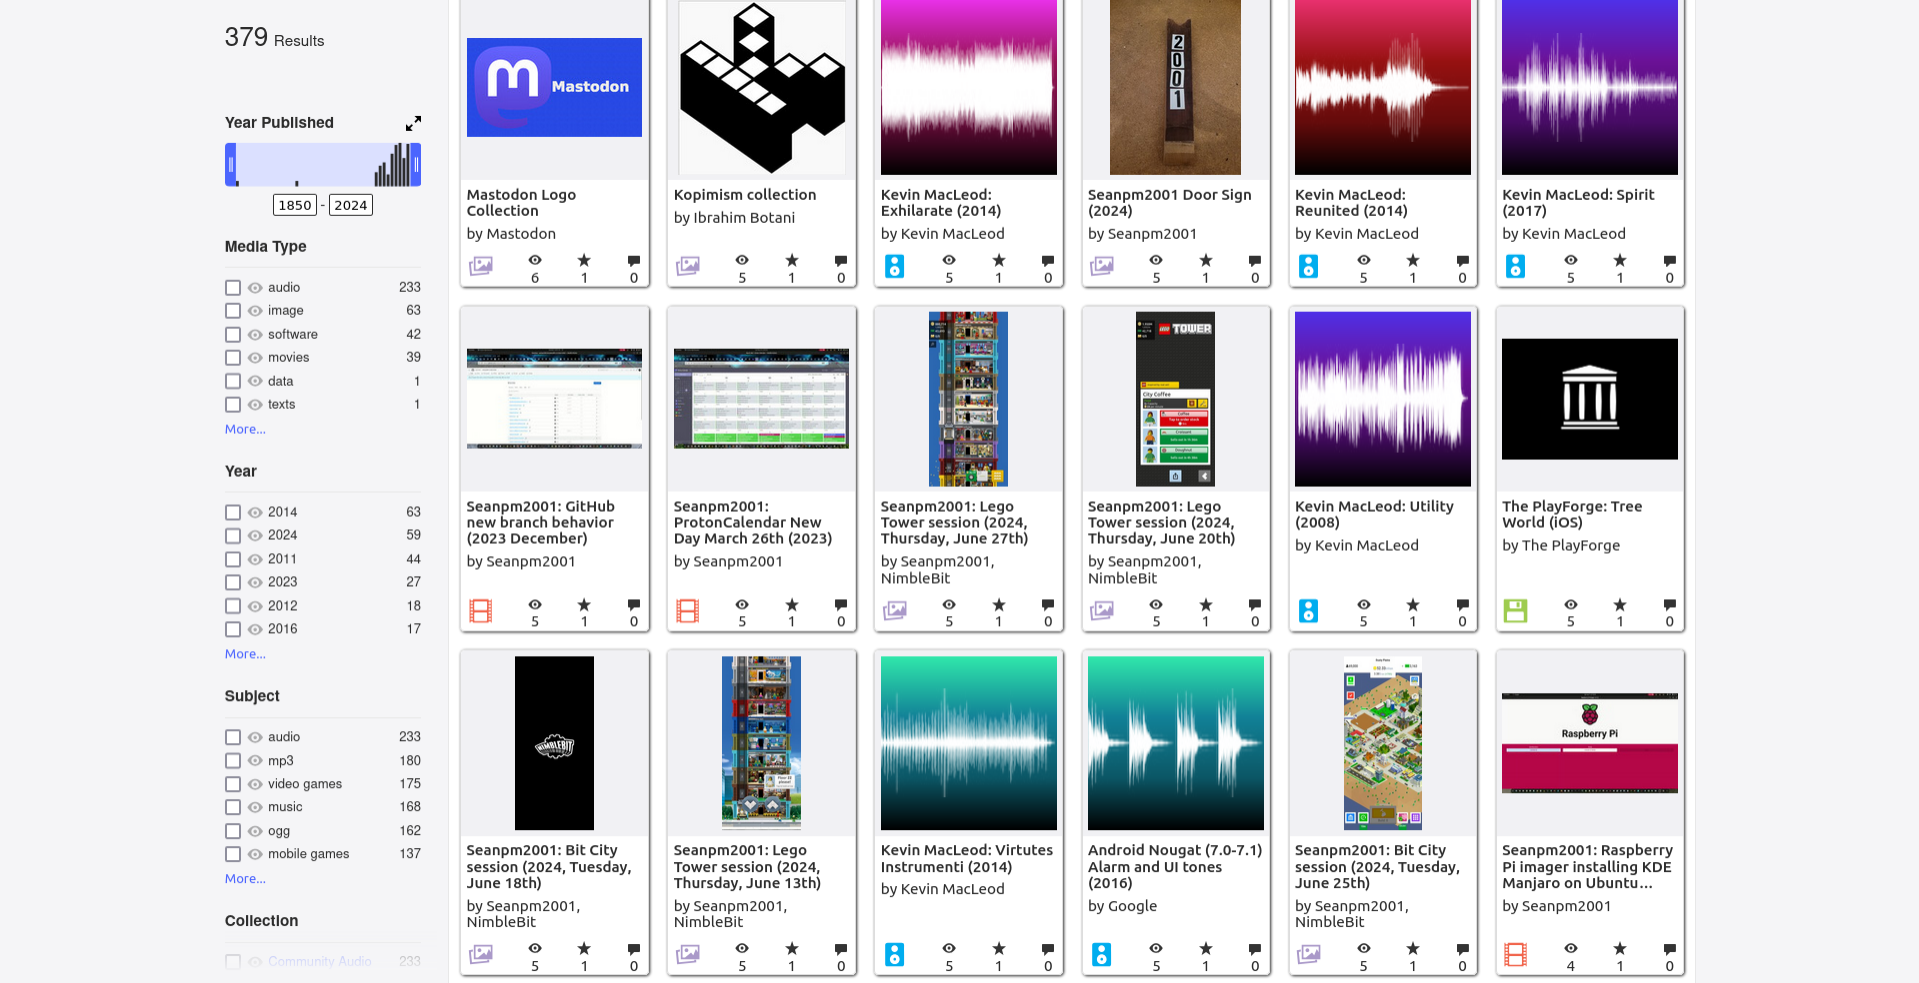 379 Results
Year Published
1850 - 2024
Media Type
audio 233
image 63
software 42
movies 39
data 1
texts 1
More...
Year
2014 63
2024 59
2011 44
2023 27
2012 18
2016 17
More...
Subject
audio 233
mp3 180
video games 175
music 168
ogg 162
mobile games 137
More...
Collection
Community Audio 233
m Mastodon
Mastodon Logo
Collection
by Mastodon
6 1 0
Kopimism collection
by Ibrahim Botani
5 1 0
Kevin MacLeod:
Exhilarate (2014)
by Kevin MacLeod
5 1 0
2001
Seanpm2001 Door Sign
(2024)
by Seanpm2001
5 1 0
Kevin MacLeod:
Reunited (2014)
by Kevin MacLeod
5 1 0
Kevin MacLeod: Spirit
(2017)
by Kevin MacLeod
5 1 0
Seanpm2001: GitHub
new branch behavior
(2023 December)
by Seanpm2001
5 1 0
Seanpm2001:
ProtonCalendar New
Day March 26th (2023)
by Seanpm2001
5 1 0
Seanpm2001: Lego
Tower session (2024,
Thursday, June 27th)
by Seanpm2001,
NimbleBit
5 1 0
LEGO TOWER
City Coffee
Coffee
Seanpm2001: Lego
Tower session (2024,
Thursday, June 20th)
by Seanpm2001,
NimbleBit
5 1 0
Kevin MacLeod: Utility
(2008)
by Kevin MacLeod
5 1 0
The PlayForge: Tree
World (iOS)
by The PlayForge
5 1 0
NIMBLEBIT
Seanpm2001: Bit City
session (2024, Tuesday,
June 18th)
by Seanpm2001,
NimbleBit
5 1 0
Seanpm2001: Lego
Tower session (2024,
Thursday, June 13th)
by Seanpm2001,
NimbleBit
5 1 0
Kevin MacLeod: Virtutes
Instrumenti (2014)
by Kevin MacLeod
5 1 0
Android Nougat (7.0-7.1)
Alarm and UI tones
(2016)
by Google
5 1 0
Seanpm2001: Bit City
session (2024, Tuesday,
June 25th)
by Seanpm2001,
NimbleBit
5 1 0
Raspberry Pi
Seanpm2001: Raspberry
Pi imager installing KDE
Manjaro on Ubuntu...
by Seanpm2001
4 1 0